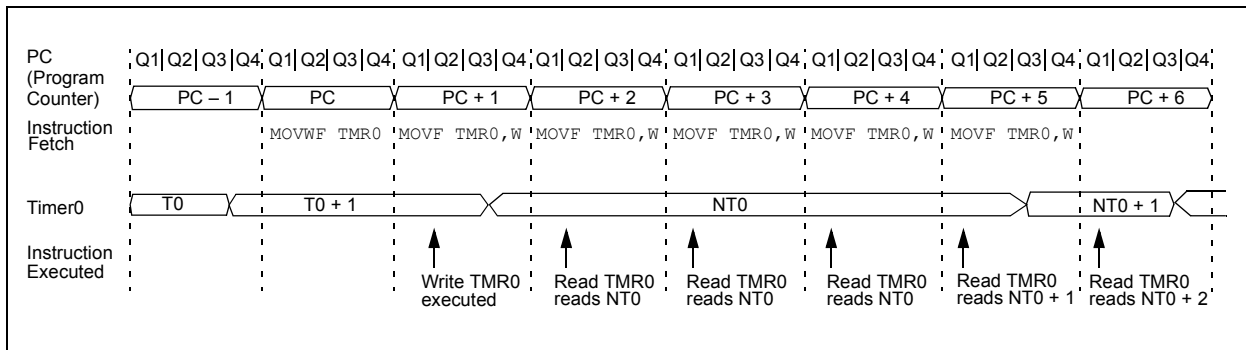 PC
(Program
Counter)
Q1 Q2 Q3 Q4 Q1 Q2 Q3 Q4 Q1 Q2 Q3 Q4 Q1 Q2 Q3 Q4 Q1 Q2 Q3 Q4 Q1 Q2 Q3 Q4 Q1 Q2 Q3 Q4 Q1 Q2 Q3 Q4
PC – 1 PC PC + 1 PC + 2 PC + 3 PC + 4 PC + 5 PC + 6
Instruction
Fetch
MOVWF TMR0 MOVF TMR0,W MOVF TMR0,W MOVF TMR0,W MOVF TMR0,W MOVF TMR0,W
Timer0
T0 T0 + 1 NT0 NT0 + 1
Instruction
Executed
Write TMR0
executed
Read TMR0
reads NT0
Read TMR0
reads NT0
Read TMR0
reads NT0
Read TMR0
reads NT0 + 1
Read TMR0
reads NT0 + 2